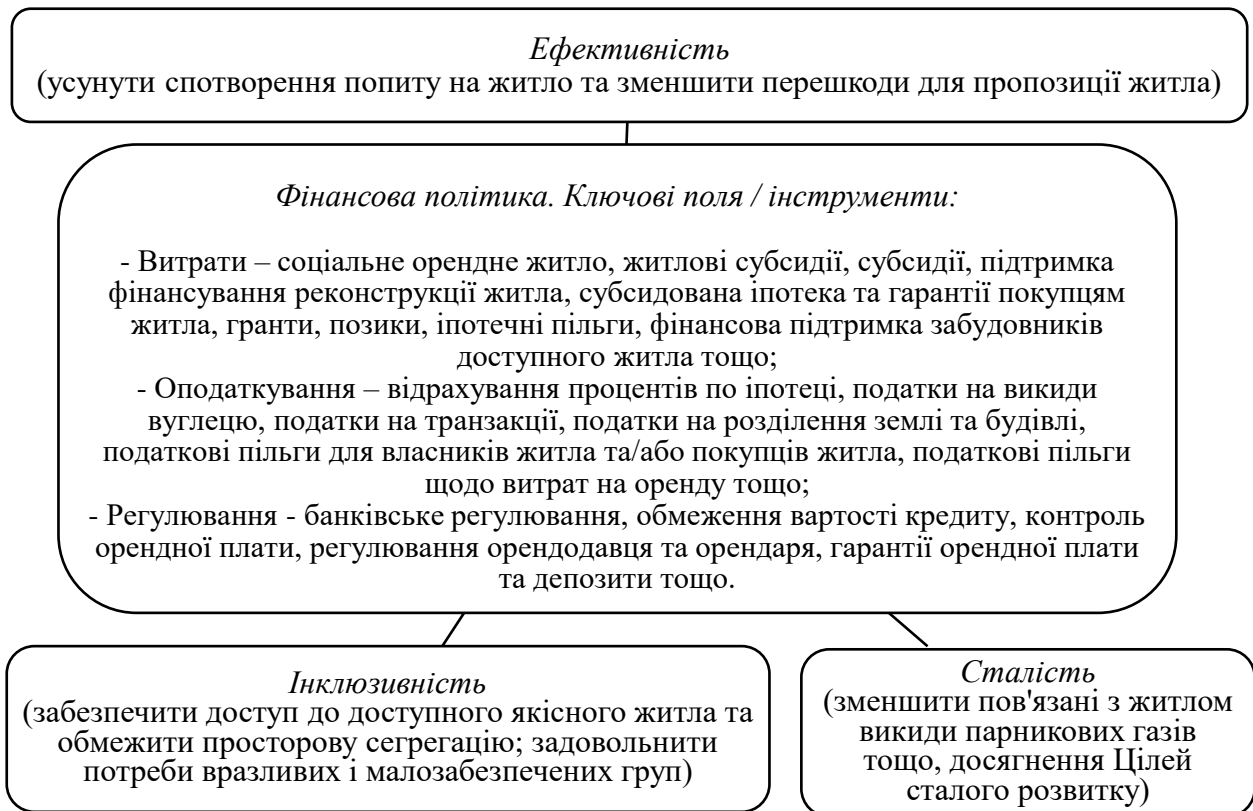 Ефективність
(усунути спотворення попиту на житло та зменшити перешкоди для пропозиції житла)
Фінансова політика. Ключові поля / інструменти:
- Витрати – соціальне орендне житло, житлові субсидії, субсидії, підтримка
фінансування реконструкції житла, субсидована іпотека та гарантії покупцям
житла, гранти, позики, іпотечні пільги, фінансова підтримка забудовників
доступного житла тощо;
- Оподаткування – відрахування процентів по іпотеці, податки на викиди
вуглецю, податки на транзакції, податки на розділення землі та будівлі,
податкові пільги для власників житла та/або покупців житла, податкові пільги
щодо витрат на оренду тощо;
- Регулювання - банківське регулювання, обмеження вартості кредиту, контроль
орендної плати, регулювання орендодавця та орендаря, гарантії орендної плати
та депозити тощо.
Інклюзивність
(забезпечити доступ до доступного якісного житла та
обмежити просторову сегрегацію; задовольнити
потреби вразливих і малозабезпечених груп)
Сталість
(зменшити пов'язані з житлом
викиди парникових газів
тощо, досягнення Цілей
сталого розвитку)